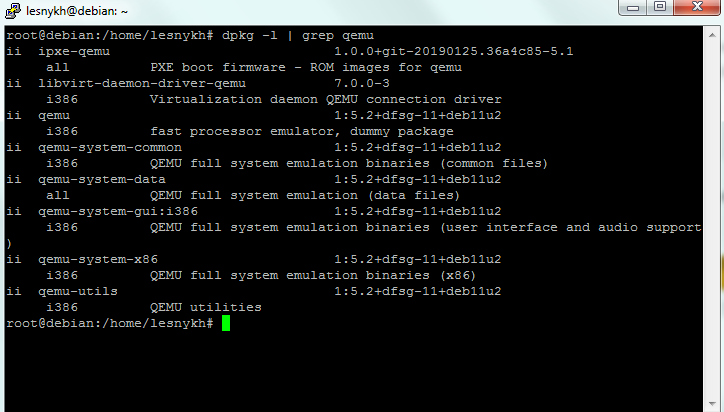 lesnykh@debian: ~
root@debian:/home/lesnykh# dpkg -l | grep qemu
ii  ipxe-qemu                            1.0.0+git-20190125.36a4c85-5.1
     all          PXE boot firmware - ROM images for qemu
ii  libvirt-daemon-driver-qemu           7.0.0-3
     i386         Virtualization daemon QEMU connection driver
ii  qemu                                 1:5.2+dfsg-11+deb11u2
     i386         fast processor emulator, dummy package
ii  qemu-system-common                   1:5.2+dfsg-11+deb11u2
     i386         QEMU full system emulation binaries (common files)
ii  qemu-system-data                     1:5.2+dfsg-11+deb11u2
     all          QEMU full system emulation (data files)
ii  qemu-system-gui:i386                 1:5.2+dfsg-11+deb11u2
     i386         QEMU full system emulation binaries (user interface and audio support
)
ii  qemu-system-x86                      1:5.2+dfsg-11+deb11u2
     i386         QEMU full system emulation binaries (x86)
ii  qemu-utils                           1:5.2+dfsg-11+deb11u2
     i386         QEMU utilities
root@debian:/home/lesnykh#